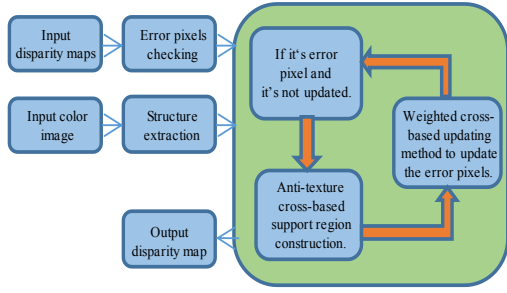 Input
disparity maps
Error pixels
checking
If it's error
pixel and
it's not updated.
Input color
image
Structure
extraction
Weighted cross-
based updating
method to update
the error pixels.
Anti-texture
cross-based
support region
construction.
Output
disparity map